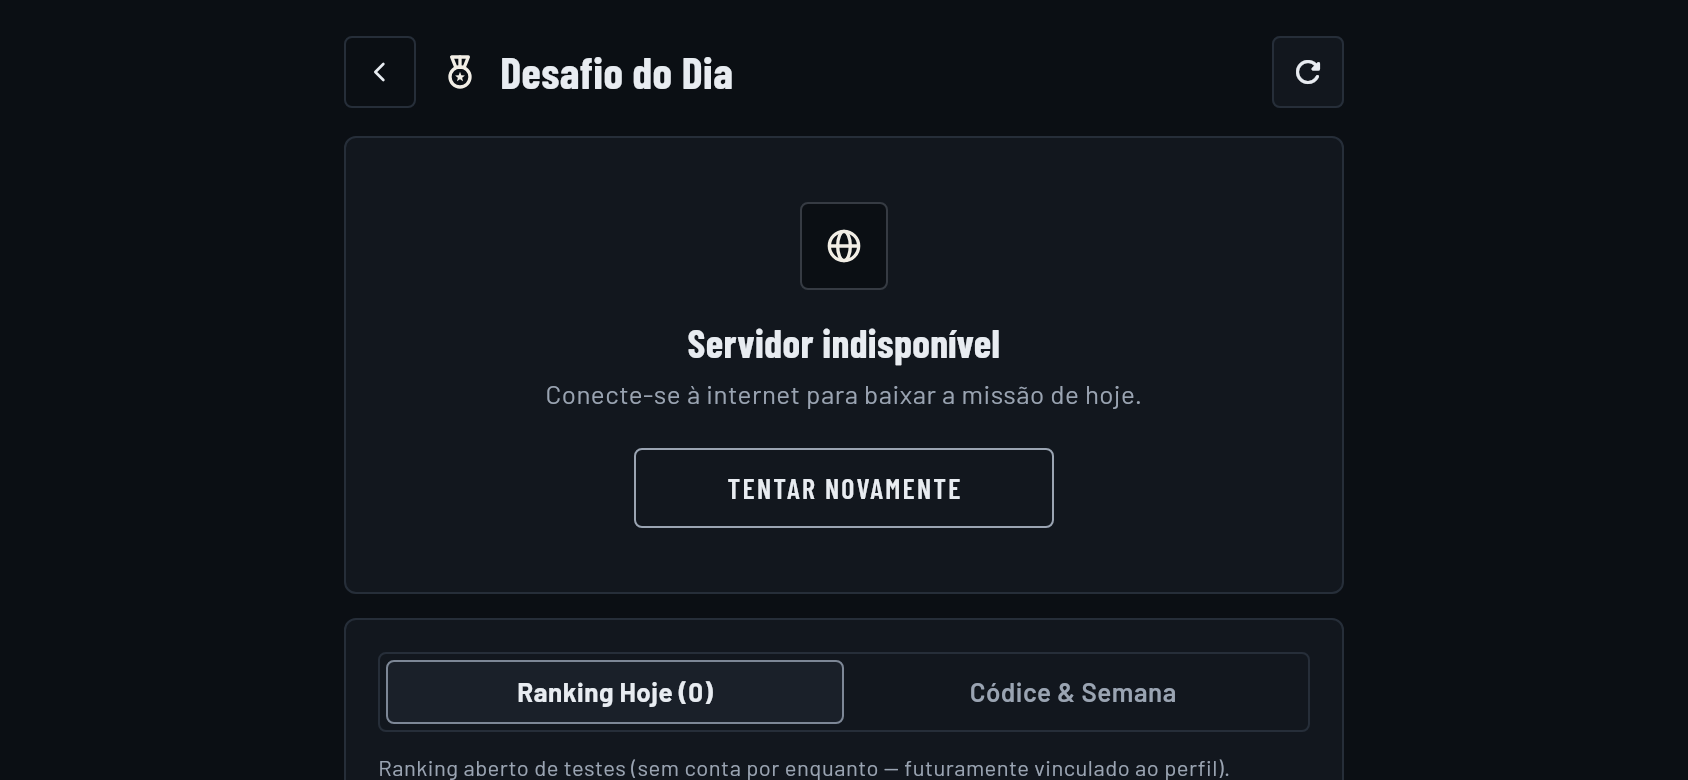 Desafio do Dia
Servidor indisponível
Conecte-se à internet para baixar a missão de hoje.
TENTAR NOVAMENTE
Ranking Hoje (0)
Códice & Semana
Ranking aberto de testes (sem conta por enquanto — futuramente vinculado ao perfil).